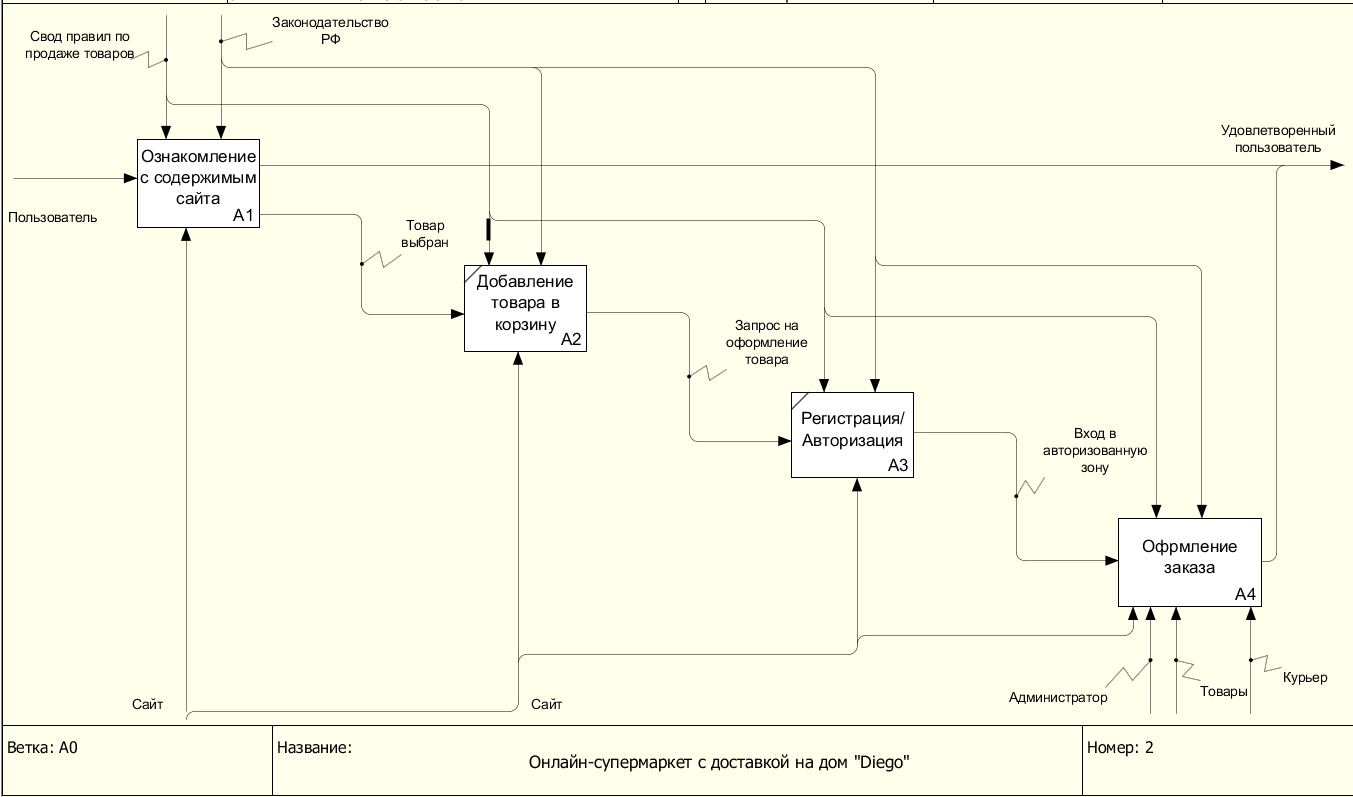 Свод правил по
продаже товаров
Законодательство
РФ
Удовлетворенный
пользователь
Ознакомление
с содержимым
сайта
A1
Пользователь
Товар
выбран
Добавление
товара в
корзину
A2
Запрос на
оформление
товара
Регистрация/
Авторизация
A3
Вход в
авторизованную
зону
Офрмление
заказа
A4
Сайт
Сайт
Администратор
Товары
Курьер
Ветка: A0
Название:
Онлайн-супермаркет с доставкой на дом "Diego"
Номер: 2